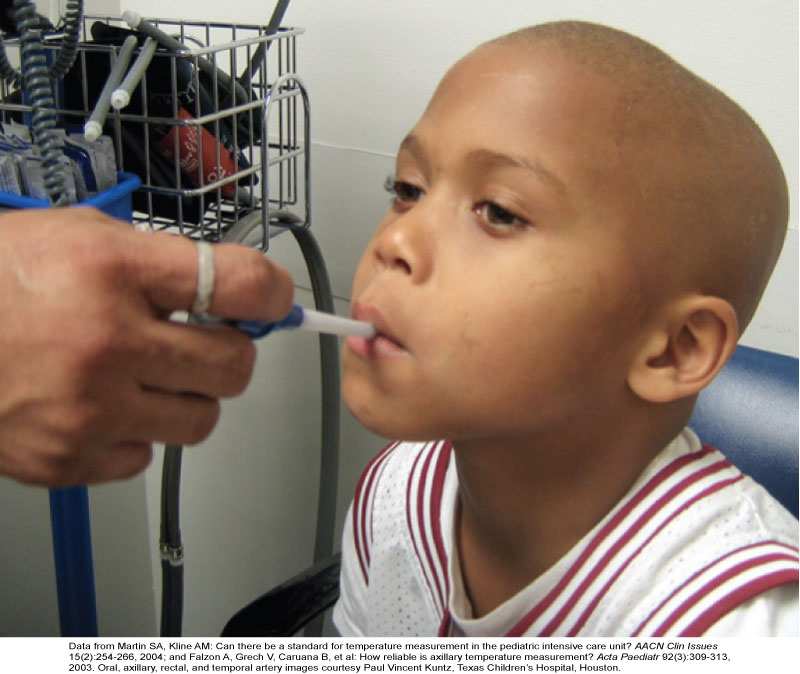 Data from Martin SA, Kline AM: Can there be a standard for temperature measurement in the pediatric intensive care unit? AACN Clin Issues
15(2):254-266, 2004; and Falzon A, Grech V, Caruana B, et al: How reliable is axillary temperature measurement? Acta Paediatr 92(3):309-313,
2003. Oral, axillary, rectal, and temporal artery images courtesy Paul Vincent Kuntz, Texas Children's Hospital, Houston.